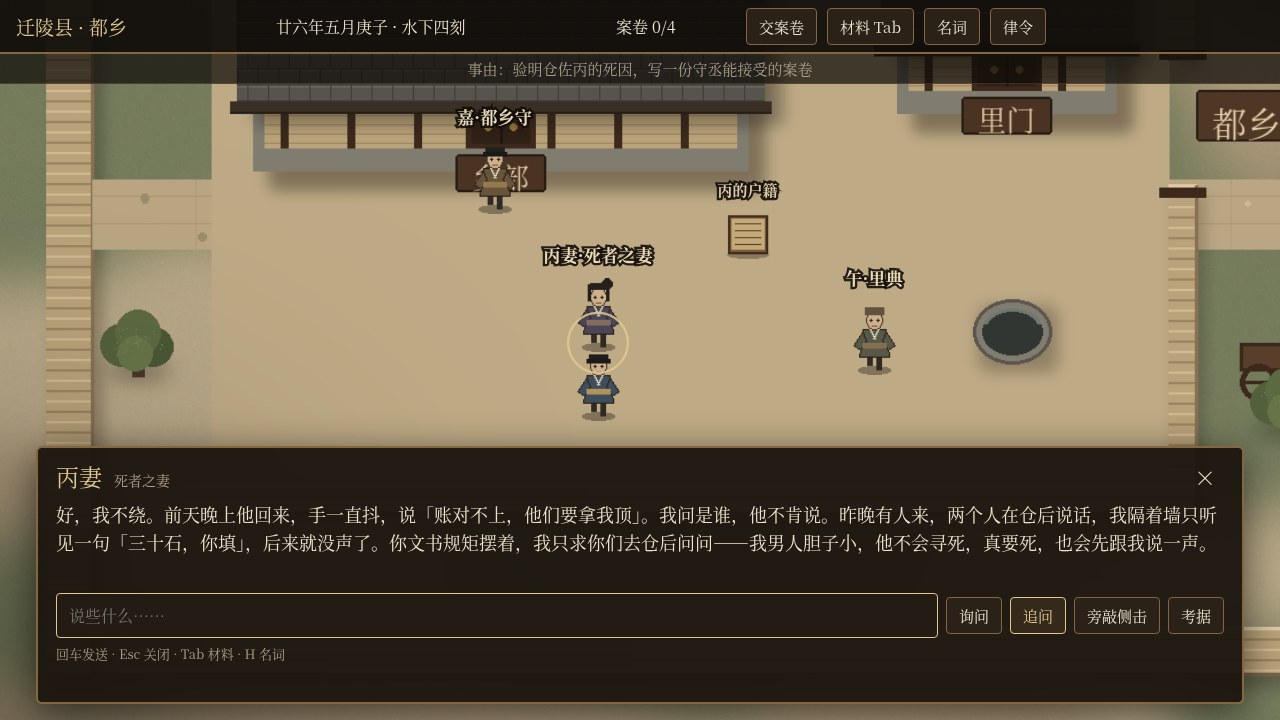 迁陵县 · 都乡
廿六年五月庚子 · 水下四刻
案卷 0/4
交案卷
材料 Tab
名词
律令
事由：验明仓佐丙的死因，写一份守丞能接受的案卷
嘉·都乡守
里门
都乡
丙的户籍
丙妻·死者之妻
午·里典
丙妻 死者之妻
好，我不绕。前天晚上他回来，手一直抖，说「账对不上，他们要拿我顶」。我问是谁，他不肯说。昨晚有人来，两个人在仓后说话，我隔着墙只听
见一句「三十石，你填」，后来就没声了。你文书规矩摆着，我只求你们去仓后问问——我男人胆子小，他不会寻死，真要死，也会先跟我说一声。
说些什么……
询问
追问
旁敲侧击
考据
回车发送 · Esc 关闭 · Tab 材料 · H 名词